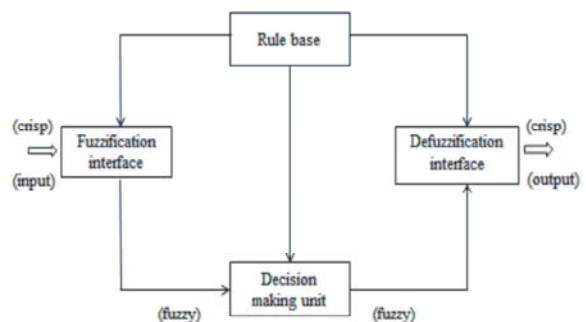 Rule base
(crisp)
(input)
Fuzzification
interface
Defuzzification
interface
(crisp)
(output)
Decision
making unit
(fuzzy)
(fuzzy)